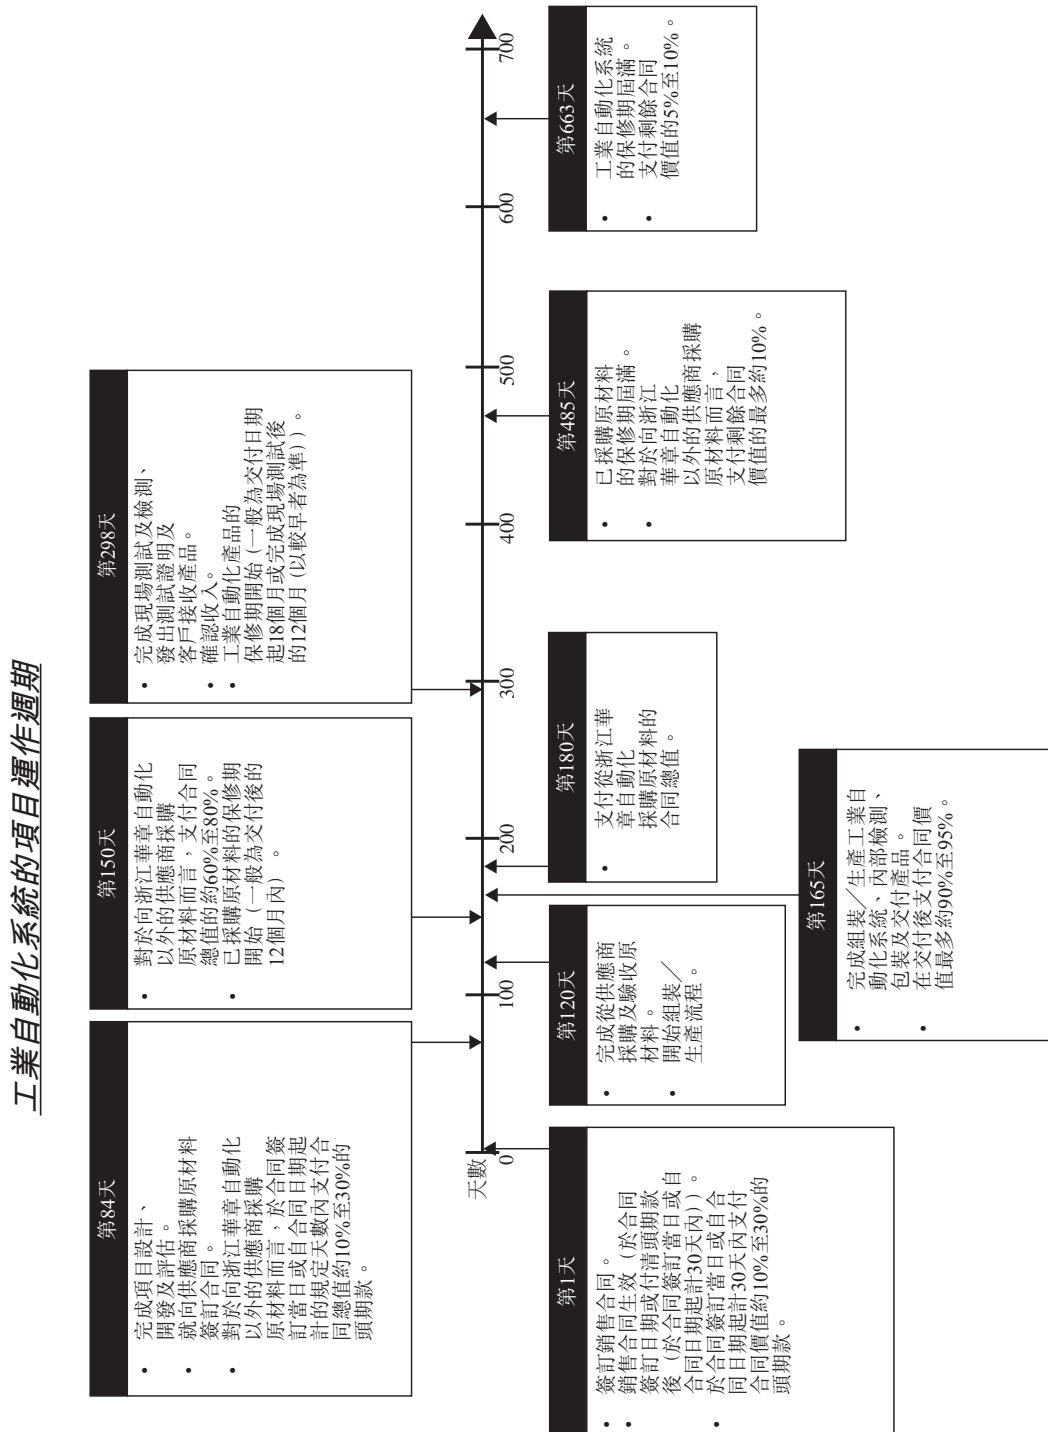 工業自動化系統的項目運作週期
第84天
• 完成項目設計、
開發及評估。
• 就向供應商採購原材料
簽訂合同。
• 對於向浙江華章自動化
以外的供應商採購
原材料而言，於合同簽
訂當日或自合同日期起
計的規定天數內支付合
同總值約10%至30%的
頭期款。
第150天
• 對於向浙江華章自動化
以外的供應商採購
原材料而言，支付合同
總值的約60%至80%。
• 已採購原材料的保修期
開始（一般為交付後的
12個月內）。
第298天
• 完成現場測試及檢測、
發出測試證明及
客戶接收產品。
• 確認收入。
• 工業自動化產品的
保修期開始（一般為交付日期
起18個月或完成現場測試後
的12個月（以較早者為準））。
天數
0
100
200
300
400
500
600
700
第1天
• 簽訂銷售合同。
• 銷售合同生效（於合同
簽訂日期或付清頭期款
後（於合同簽訂當日或自
合同日期起計30天內））。
• 於合同簽訂當日或自合
同日期起計30天內支付
合同價值約10%至30%的
頭期款。
第120天
• 完成從供應商
採購及驗收原
材料。
• 開始組裝╱
生產流程。
第165天
• 完成組裝╱生產工業自
動化系統、內部檢測、
包裝及交付產品。
• 在交付後支付合同價
值最多約90%至95%。
第180天
• 支付從浙江華
章自動化
採購原材料的
合同總值。
第485天
• 已採購原材料
的保修期屆滿。
• 對於向浙江
華章自動化
以外的供應商採購
原材料而言，
支付剩餘合同
價值的最多約10%。
第663天
• 工業自動化系統
的保修期屆滿。
• 支付剩餘合同
價值的5%至10%。